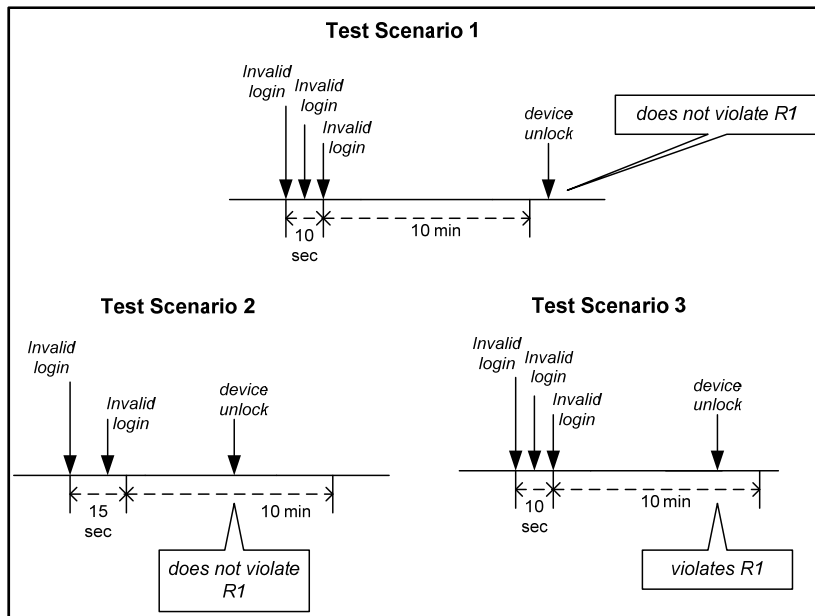 Test Scenario 1
Invalid
login
Invalid
login
Invalid
login
device
unlock
does not violate R1
10
sec
10 min
Test Scenario 2
Invalid
login
Invalid
login
device
unlock
15
sec
10 min
does not violate
R1
Test Scenario 3
Invalid
login
Invalid
login
Invalid
login
device
unlock
10
sec
10 min
violates R1